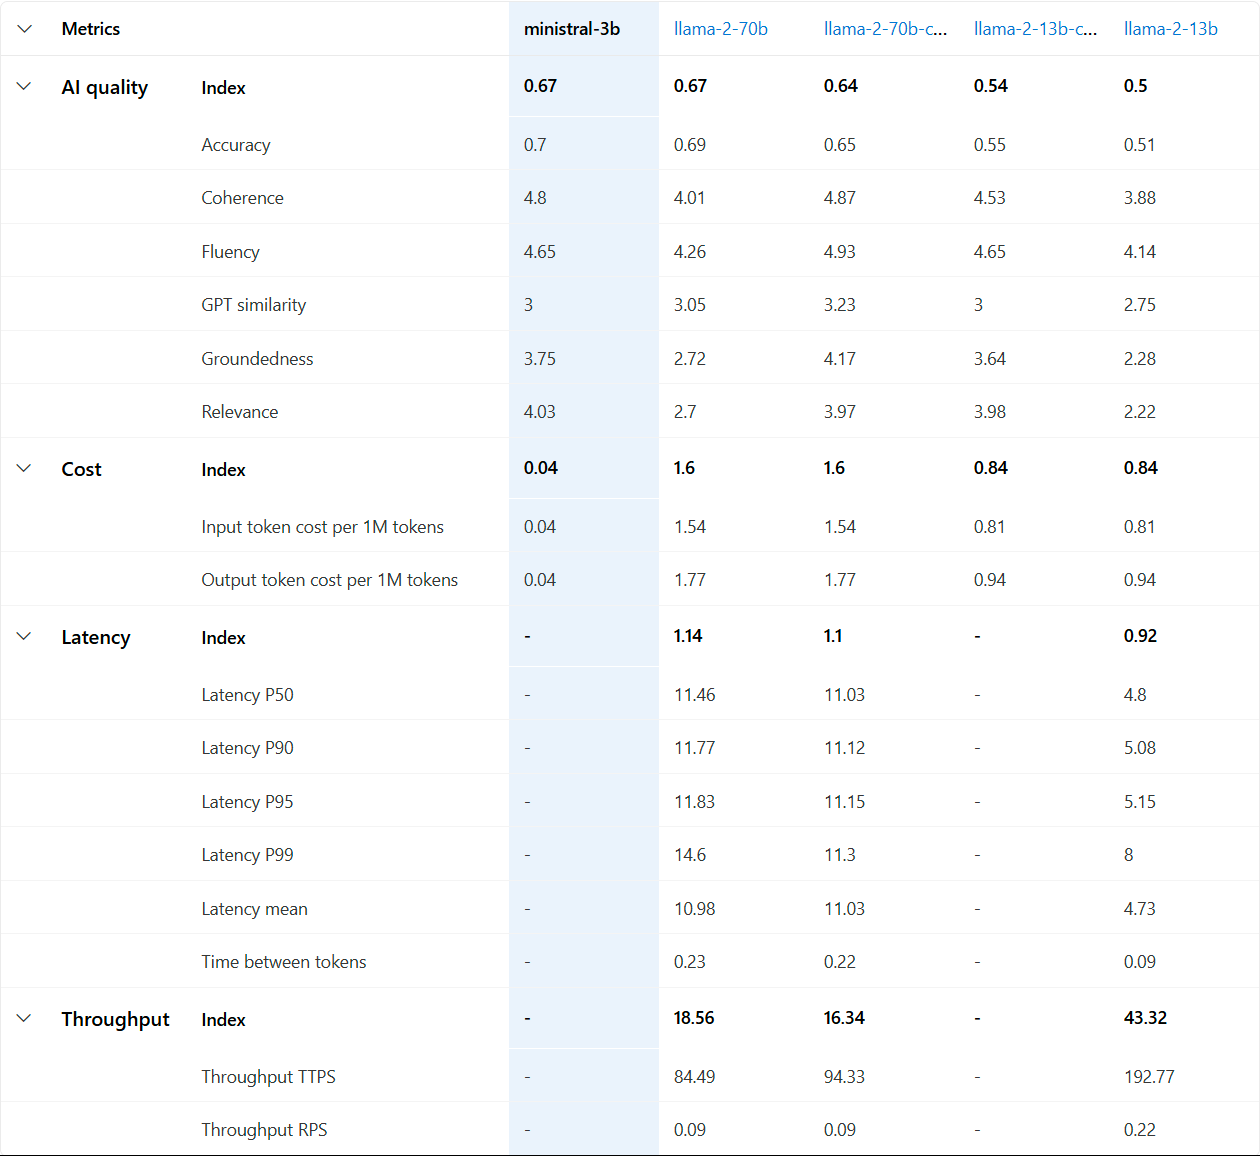 Metrics ministral-3b llama-2-70b llama-2-70b-c... llama-2-13b-c... llama-2-13b
AI quality Index 0.67 0.67 0.64 0.54 0.5
Accuracy 0.7 0.69 0.65 0.55 0.51
Coherence 4.8 4.01 4.87 4.53 3.88
Fluency 4.65 4.26 4.93 4.65 4.14
GPT similarity 3 3.05 3.23 3 2.75
Groundedness 3.75 2.72 4.17 3.64 2.28
Relevance 4.03 2.7 3.97 3.98 2.22
Cost Index 0.04 1.6 1.6 0.84 0.84
Input token cost per 1M tokens 0.04 1.54 1.54 0.81 0.81
Output token cost per 1M tokens 0.04 1.77 1.77 0.94 0.94
Latency Index - 1.14 1.1 - 0.92
Latency P50 - 11.46 11.03 - 4.8
Latency P90 - 11.77 11.12 - 5.08
Latency P95 - 11.83 11.15 - 5.15
Latency P99 - 14.6 11.3 - 8
Latency mean - 10.98 11.03 - 4.73
Time between tokens - 0.23 0.22 - 0.09
Throughput Index - 18.56 16.34 - 43.32
Throughput TTPS - 84.49 94.33 - 192.77
Throughput RPS - 0.09 0.09 - 0.22